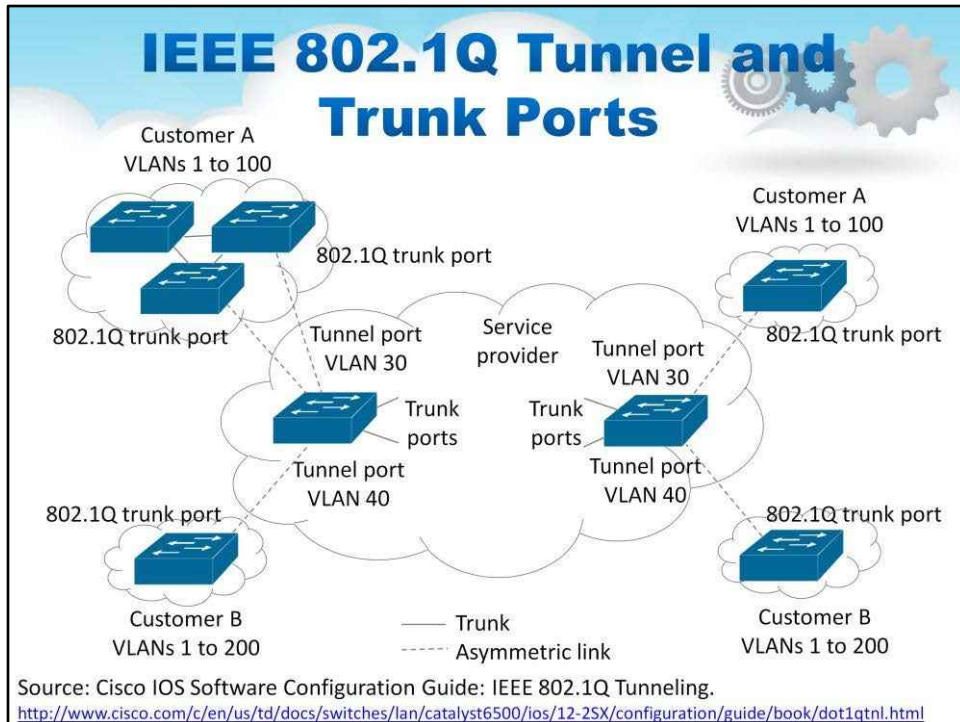 IEEE 802.1Q Tunnel and
Trunk Ports
Customer A
VLANs 1 to 100
802.1Q trunk port
802.1Q trunk port
Customer A
VLANs 1 to 100
802.1Q trunk port
Service
provider
Tunnel port
VLAN 30
Trunk
ports
Tunnel port
VLAN 40
Tunnel port
VLAN 30
Trunk
ports
Tunnel port
VLAN 40
802.1Q trunk port
Customer B
VLANs 1 to 200
802.1Q trunk port
Customer B
VLANs 1 to 200
Trunk
Asymmetric link
Source: Cisco IOS Software Configuration Guide: IEEE 802.1Q Tunneling.
http://www.cisco.com/c/en/us/td/docs/switches/lan/catalyst6500/ios/12-2SX/configuration/guide/book/dot1qtnl.html